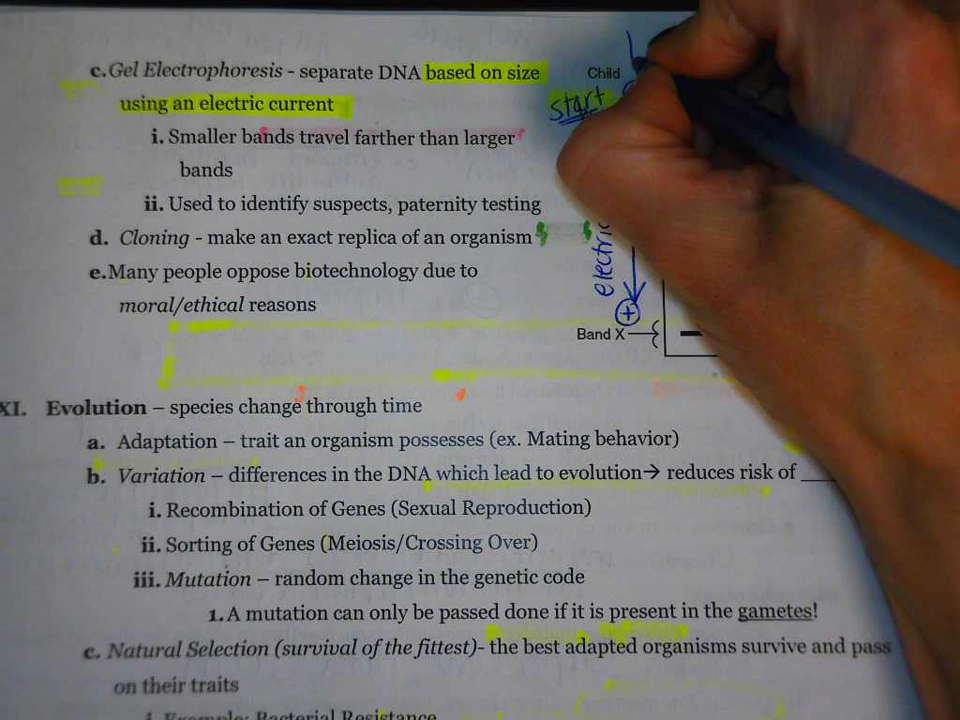 c. Gel Electrophoresis - separate DNA based on size
using an electric current
i. Smaller bands travel farther than larger
bands
ii. Used to identify suspects, paternity testing
d. Cloning - make an exact replica of an organism
e. Many people oppose biotechnology due to
moral/ethical reasons
Child
start
electric
+
Band X
XI. Evolution – species change through time
a. Adaptation – trait an organism possesses (ex. Mating behavior)
b. Variation – differences in the DNA which lead to evolution→ reduces risk of
i. Recombination of Genes (Sexual Reproduction)
ii. Sorting of Genes (Meiosis/Crossing Over)
iii. Mutation – random change in the genetic code
1. A mutation can only be passed done if it is present in the gametes!
c. Natural Selection (survival of the fittest)- the best adapted organisms survive and pass
on their traits
i. Example: Bacterial Resistance